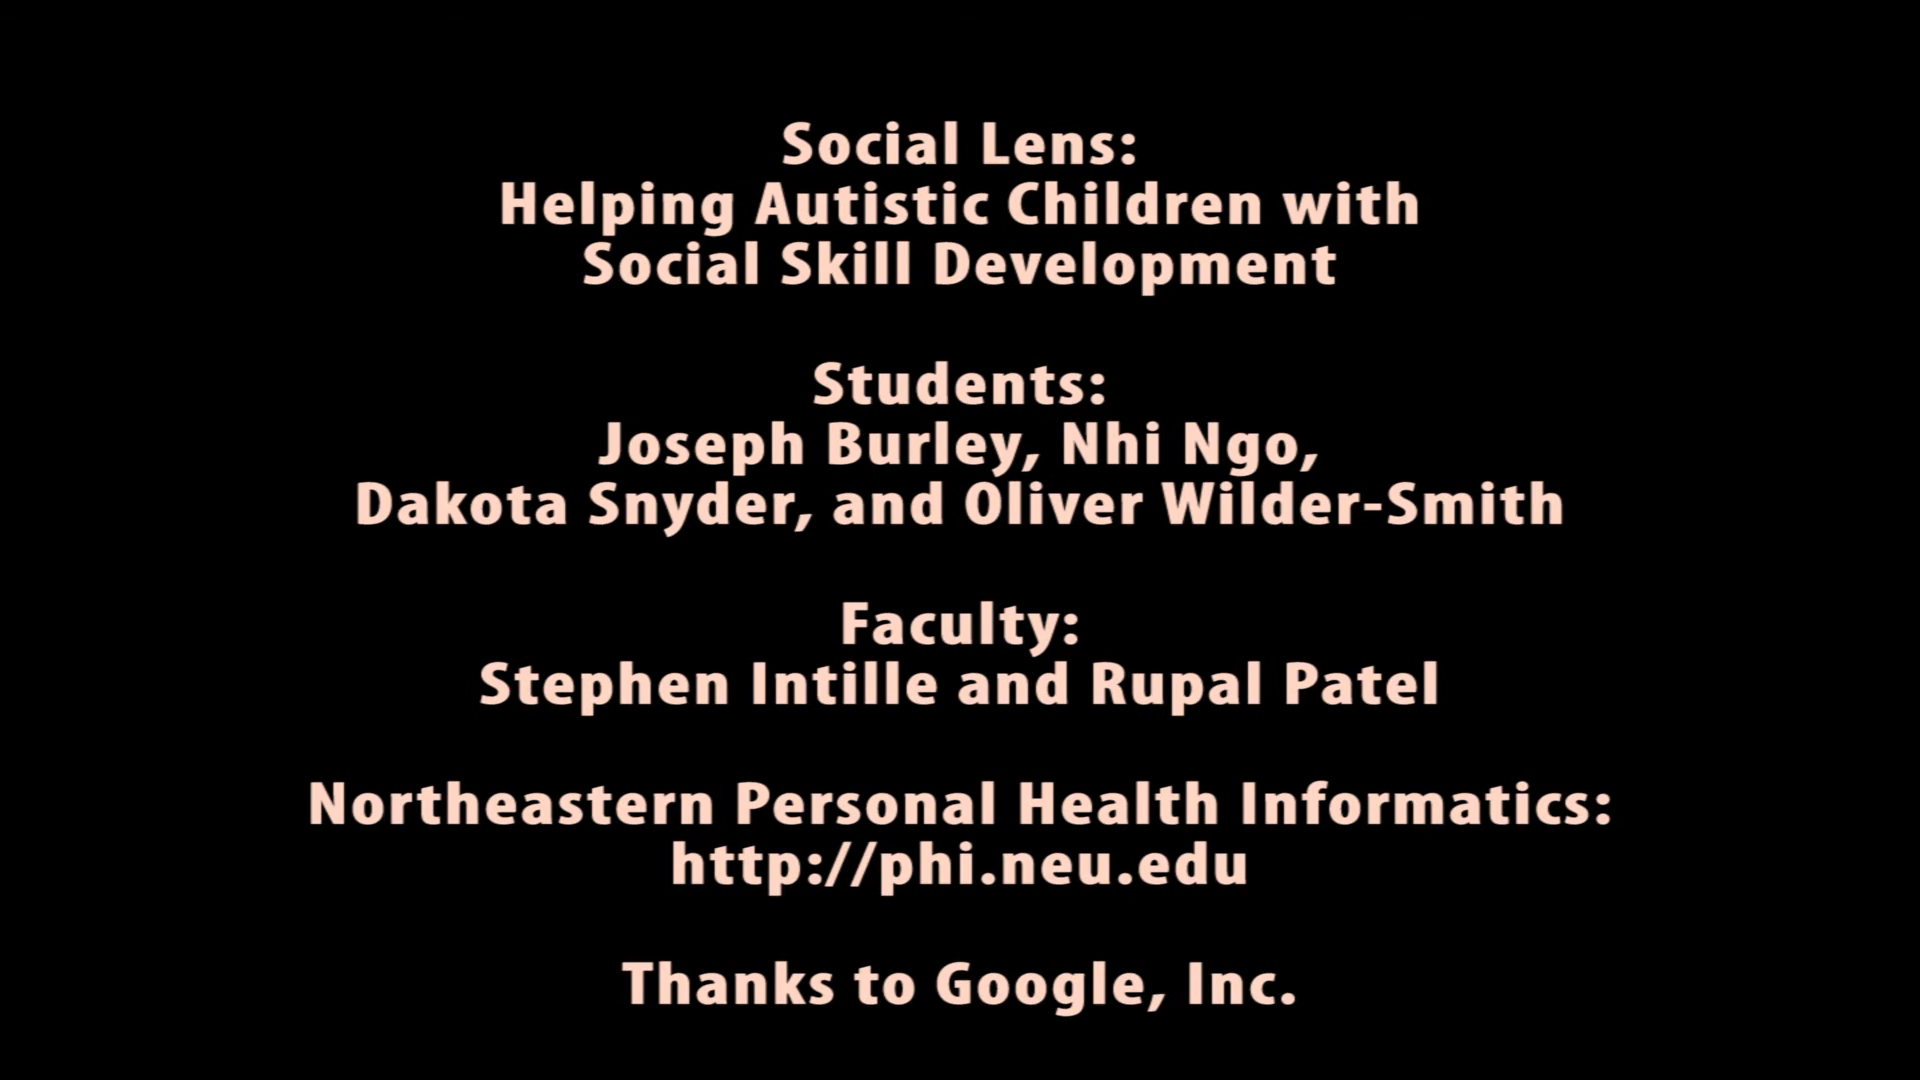 Social Lens:
Helping Autistic Children with
Social Skill Development
Students:
Joseph Burley, Nhi Ngo,
Dakota Snyder, and Oliver Wilder-Smith
Faculty:
Stephen Intille and Rupal Patel
Northeastern Personal Health Informatics:
http://phi.neu.edu
Thanks to Google, Inc.